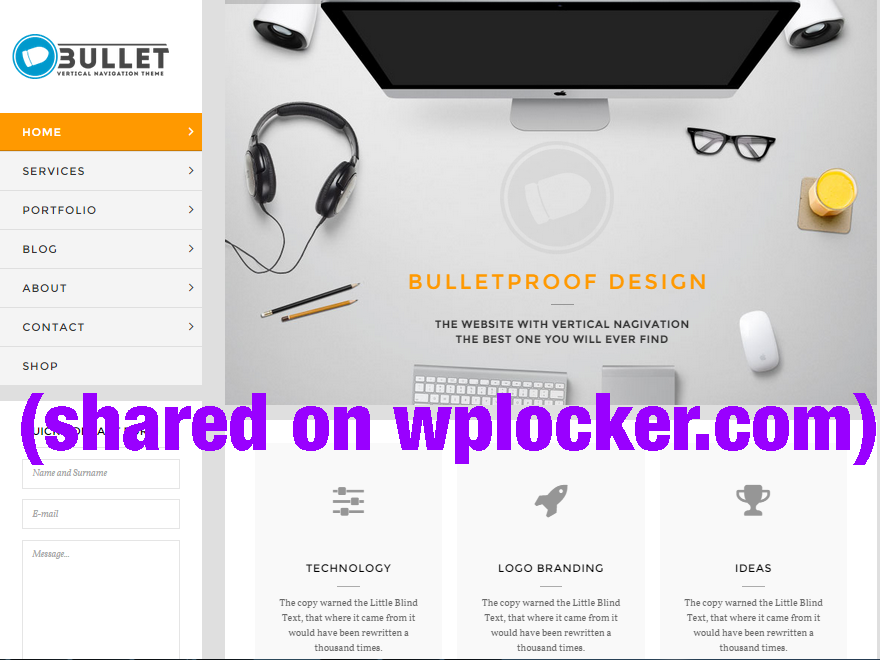 BULLET
VERTICAL NAVIGATION THEME
HOME
SERVICES
PORTFOLIO
BLOG
ABOUT
CONTACT
SHOP
BULLETPROOF DESIGN
THE WEBSITE WITH VERTICAL NAGIVATION
THE BEST ONE YOU WILL EVER FIND
(shared on wplocker.com)
Name and Surname
E-mail
Message...
TECHNOLOGY
The copy warned the Little Blind
Text, that where it came from it
would have been rewritten a
thousand times.
LOGO BRANDING
The copy warned the Little Blind
Text, that where it came from it
would have been rewritten a
thousand times.
IDEAS
The copy warned the Little Blind
Text, that where it came from it
would have been rewritten a
thousand times.